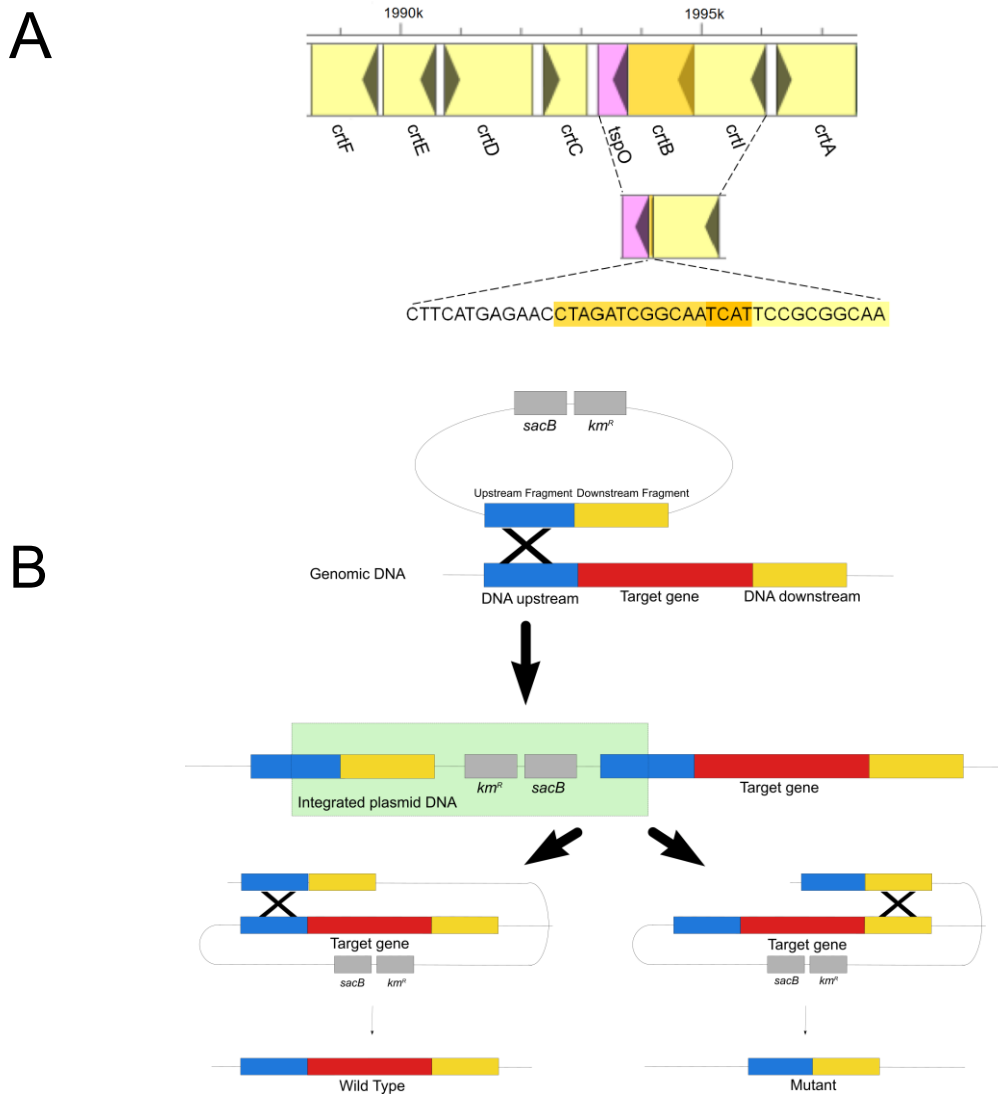 A
1990k 1995k
crtF crtE crtD crtC tspO crtB crtI crtA
CTTCATGAGAACCTAGATCGGCAATCATTCCGCGGCAA
sacB kmᴿ
Upstream Fragment Downstream Fragment
B
Genomic DNA
DNA upstream Target gene DNA downstream
kmᴿ sacB Target gene
Integrated plasmid DNA
Target gene Target gene
sacB kmᴿ sacB kmᴿ
Wild Type Mutant